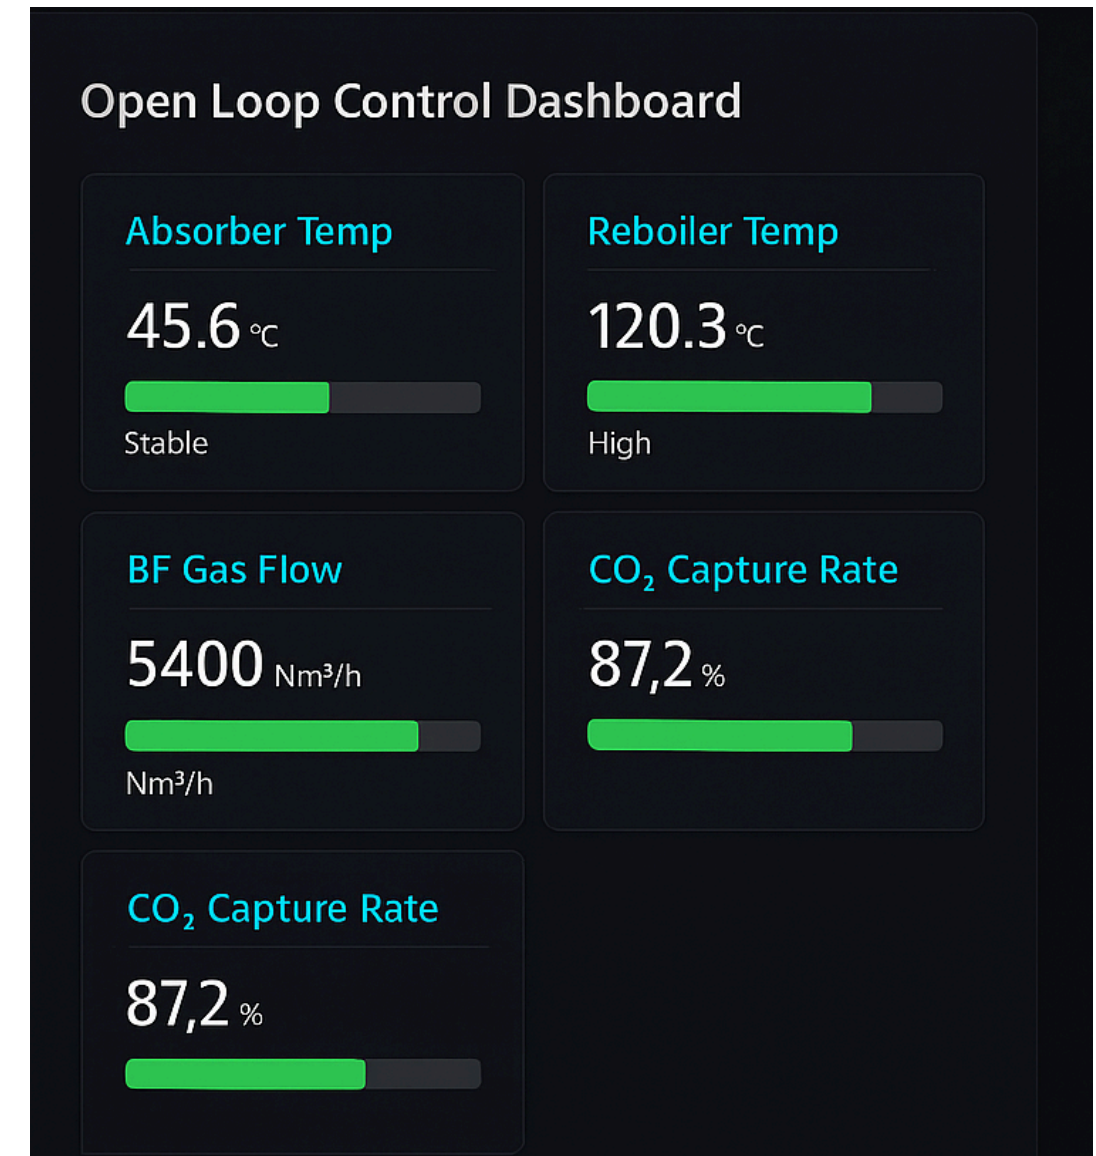 Open Loop Control Dashboard
Absorber Temp
45.6 °C
Stable
Reboiler Temp
120.3 °C
High
BF Gas Flow
5400 Nm³/h
Nm³/h
CO₂ Capture Rate
87,2 %
CO₂ Capture Rate
87,2 %